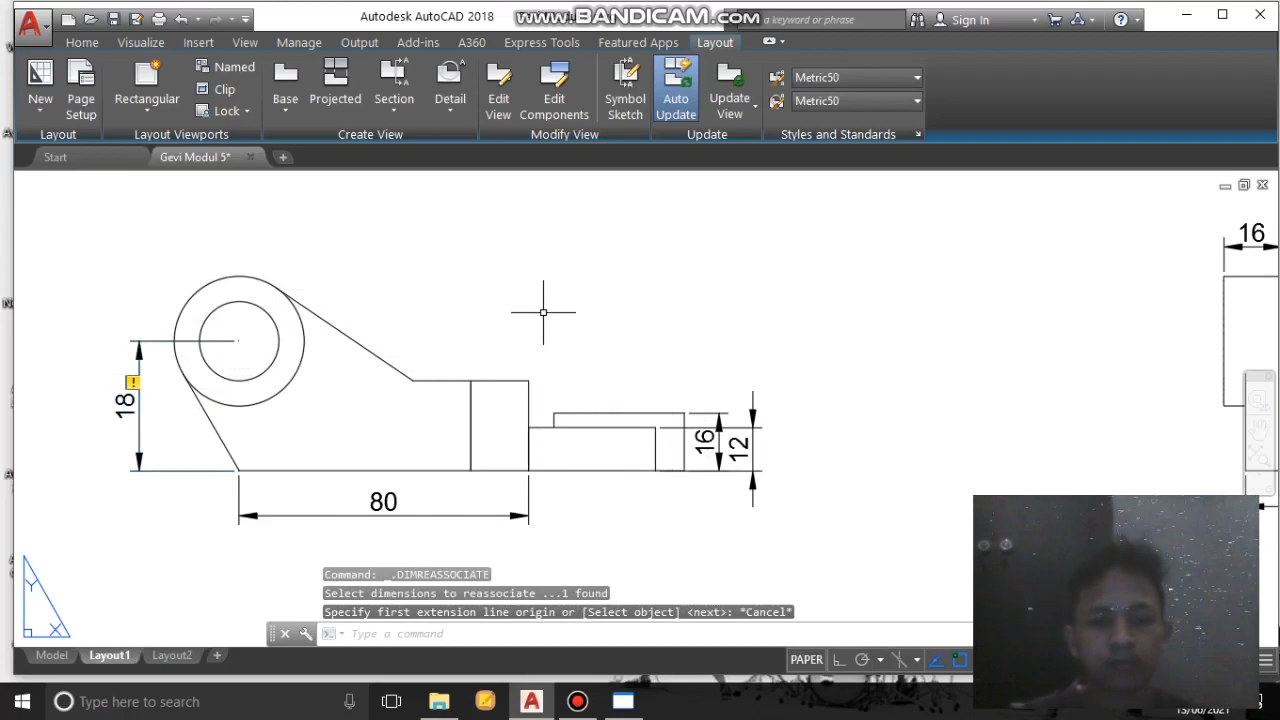 Autodesk AutoCAD 2018
www.BANDICAM.com
a keyword or phrase
Sign In
Home Insert View Manage Output Add-ins A360 Express Tools Featured Apps Layout
Visualize
New
Page Setup
Rectangular
Named
Clip
Lock
Base
Projected
Section
Detail
Edit View
Edit Components
Symbol Sketch
Auto Update
Update View
Metric50
Metric50
Layout
Layout Viewports
Create View
Modify View
Update
Styles and Standards
Start
Gevi Modul 5*
16
18
16
12
80
Y
X
Command: _.DIMREASSOCIATE
Select dimensions to reassociate ...1 found
Specify first extension line origin or [Select object] <next>: *Cancel*
Type a command
Model
Layout1
Layout2
PAPER
Type here to search